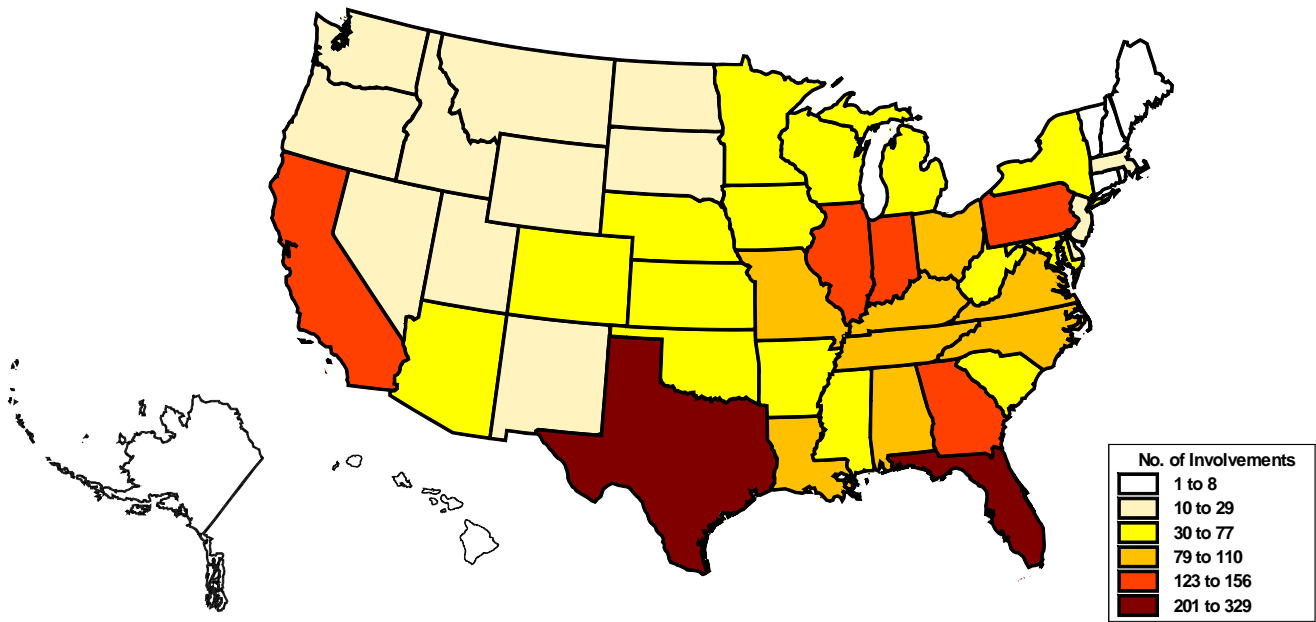 No. of Involvements
1 to 8
10 to 29
30 to 77
79 to 110
123 to 156
201 to 329